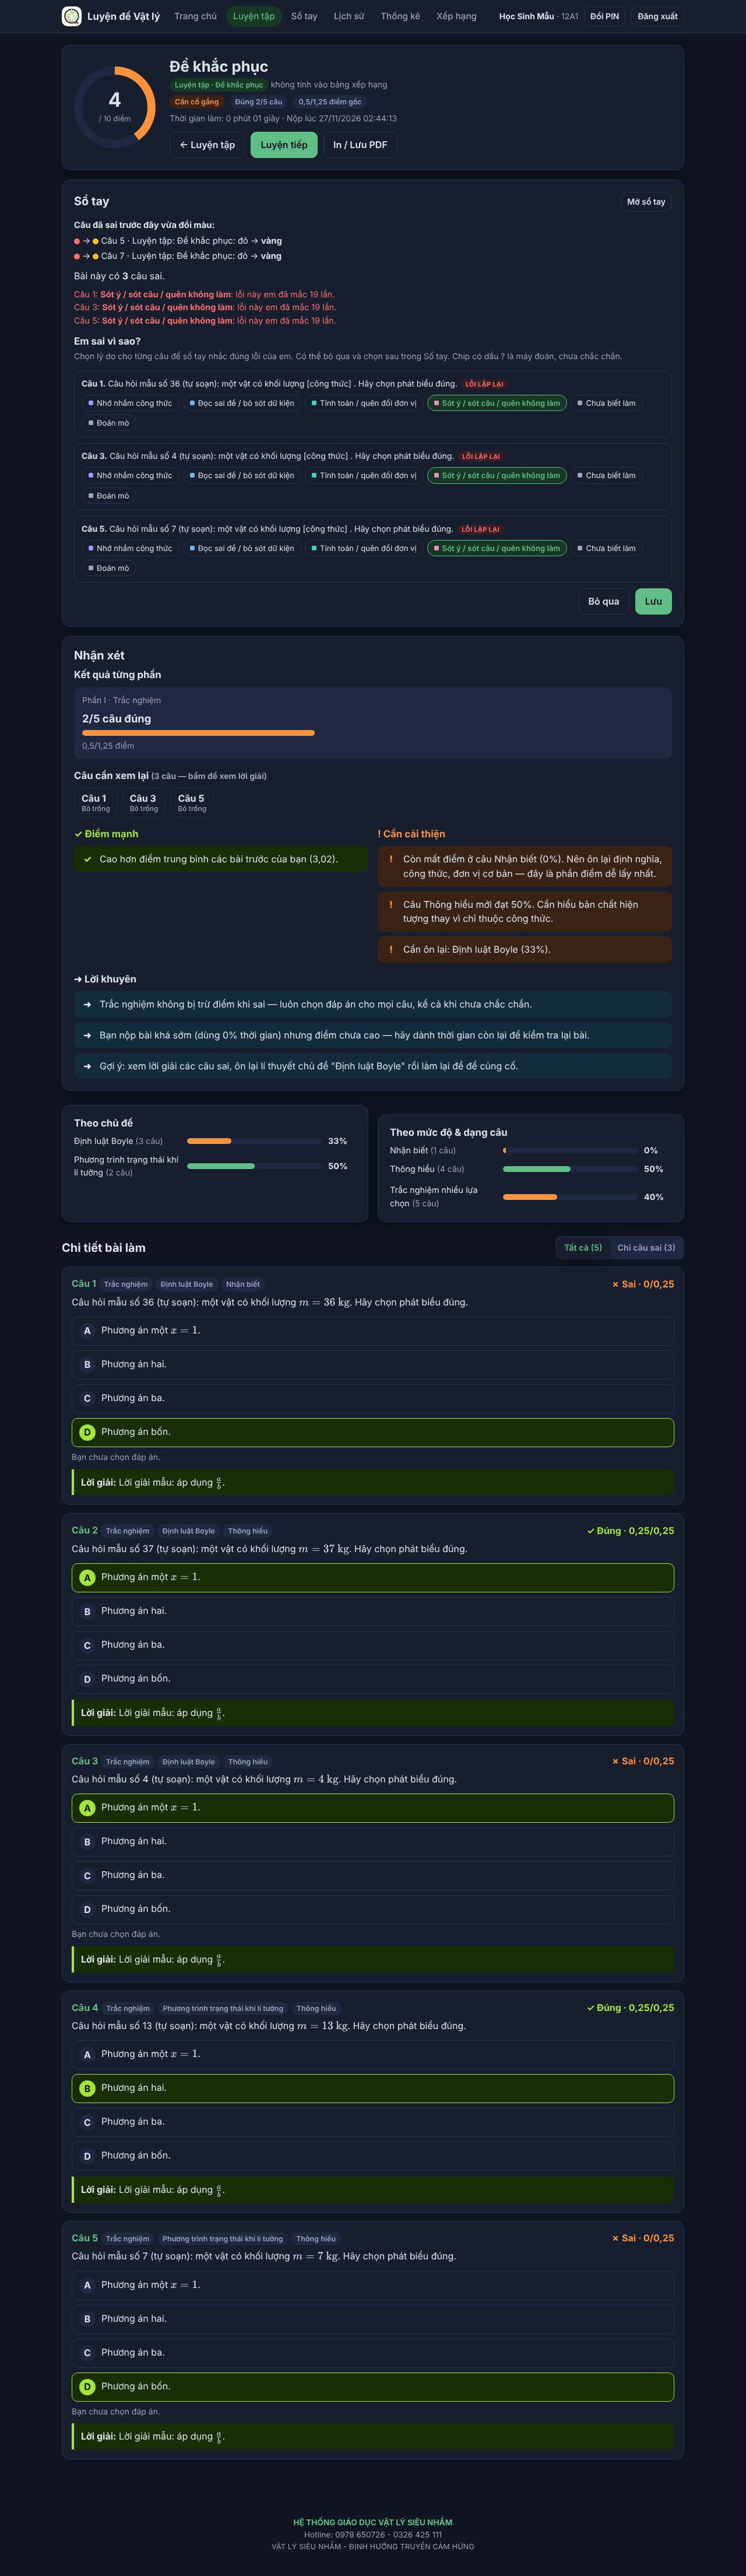 Luyện đề Vật lý Trang chủ Luyện tập Sổ tay Lịch sử Thống kê Xếp hạng Học Sinh Mẫu · 12A1 Đổi PIN Đăng xuất
4
/ 10 điểm
Đề khắc phục
Luyện tập · Đề khắc phục không tính vào bảng xếp hạng
Cần cố gắng Đúng 2/5 câu 0,5/1,25 điểm gốc
Thời gian làm: 0 phút 01 giây · Nộp lúc 27/11/2026 02:44:13
← Luyện tập Luyện tiếp In / Lưu PDF
Sổ tay Mở sổ tay
Câu đã sai trước đây vừa đổi màu:
→ Câu 5 · Luyện tập: Đề khắc phục: đỏ → vàng
→ Câu 7 · Luyện tập: Đề khắc phục: đỏ → vàng
Bài này có 3 câu sai.
Câu 1: Sót ý / sót câu / quên không làm: lỗi này em đã mắc 19 lần.
Câu 3: Sót ý / sót câu / quên không làm: lỗi này em đã mắc 19 lần.
Câu 5: Sót ý / sót câu / quên không làm: lỗi này em đã mắc 19 lần.
Em sai vì sao?
Chọn lý do cho từng câu để sổ tay nhắc đúng lỗi của em. Có thể bỏ qua và chọn sau trong Sổ tay. Chip có dấu ? là máy đoán, chưa chắc chắn.
Câu 1. Câu hỏi mẫu số 36 (tự soạn): một vật có khối lượng [công thức] . Hãy chọn phát biểu đúng. LỖI LẶP LẠI
Nhớ nhầm công thức Đọc sai đề / bỏ sót dữ kiện Tính toán / quên đổi đơn vị Sót ý / sót câu / quên không làm Chưa biết làm
Đoán mò
Câu 3. Câu hỏi mẫu số 4 (tự soạn): một vật có khối lượng [công thức] . Hãy chọn phát biểu đúng. LỖI LẶP LẠI
Nhớ nhầm công thức Đọc sai đề / bỏ sót dữ kiện Tính toán / quên đổi đơn vị Sót ý / sót câu / quên không làm Chưa biết làm
Đoán mò
Câu 5. Câu hỏi mẫu số 7 (tự soạn): một vật có khối lượng [công thức] . Hãy chọn phát biểu đúng. LỖI LẶP LẠI
Nhớ nhầm công thức Đọc sai đề / bỏ sót dữ kiện Tính toán / quên đổi đơn vị Sót ý / sót câu / quên không làm Chưa biết làm
Đoán mò
Bỏ qua Lưu
Nhận xét
Kết quả từng phần
Phần I · Trắc nghiệm
2/5 câu đúng
0,5/1,25 điểm
Câu cần xem lại (3 câu — bấm để xem lời giải)
Câu 1 Câu 3 Câu 5
Bỏ trống Bỏ trống Bỏ trống
✓ Điểm mạnh
✓ Cao hơn điểm trung bình các bài trước của bạn (3,02).
! Cần cải thiện
! Còn mất điểm ở câu Nhận biết (0%). Nên ôn lại định nghĩa,
công thức, đơn vị cơ bản — đây là phần điểm dễ lấy nhất.
! Câu Thông hiểu mới đạt 50%. Cần hiểu bản chất hiện
tượng thay vì chỉ thuộc công thức.
! Cần ôn lại: Định luật Boyle (33%).
➜ Lời khuyên
➜ Trắc nghiệm không bị trừ điểm khi sai — luôn chọn đáp án cho mọi câu, kể cả khi chưa chắc chắn.
➜ Bạn nộp bài khá sớm (dùng 0% thời gian) nhưng điểm chưa cao — hãy dành thời gian còn lại để kiểm tra lại bài.
➜ Gợi ý: xem lời giải các câu sai, ôn lại lí thuyết chủ đề "Định luật Boyle" rồi làm lại đề để củng cố.
Theo chủ đề
Định luật Boyle (3 câu) 33%
Phương trình trạng thái khí
lí tưởng (2 câu) 50%
Theo mức độ & dạng câu
Nhận biết (1 câu) 0%
Thông hiểu (4 câu) 50%
Trắc nghiệm nhiều lựa
chọn (5 câu) 40%
Chi tiết bài làm Tất cả (5) Chỉ câu sai (3)
Câu 1 Trắc nghiệm Định luật Boyle Nhận biết × Sai · 0/0,25
Câu hỏi mẫu số 36 (tự soạn): một vật có khối lượng m = 36 kg. Hãy chọn phát biểu đúng.
A Phương án một x = 1.
B Phương án hai.
C Phương án ba.
D Phương án bốn.
Bạn chưa chọn đáp án.
Lời giải: Lời giải mẫu: áp dụng a/b.
Câu 2 Trắc nghiệm Định luật Boyle Thông hiểu ✓ Đúng · 0,25/0,25
Câu hỏi mẫu số 37 (tự soạn): một vật có khối lượng m = 37 kg. Hãy chọn phát biểu đúng.
A Phương án một x = 1.
B Phương án hai.
C Phương án ba.
D Phương án bốn.
Lời giải: Lời giải mẫu: áp dụng a/b.
Câu 3 Trắc nghiệm Định luật Boyle Thông hiểu × Sai · 0/0,25
Câu hỏi mẫu số 4 (tự soạn): một vật có khối lượng m = 4 kg. Hãy chọn phát biểu đúng.
A Phương án một x = 1.
B Phương án hai.
C Phương án ba.
D Phương án bốn.
Bạn chưa chọn đáp án.
Lời giải: Lời giải mẫu: áp dụng a/b.
Câu 4 Trắc nghiệm Phương trình trạng thái khí lí tưởng Thông hiểu ✓ Đúng · 0,25/0,25
Câu hỏi mẫu số 13 (tự soạn): một vật có khối lượng m = 13 kg. Hãy chọn phát biểu đúng.
A Phương án một x = 1.
B Phương án hai.
C Phương án ba.
D Phương án bốn.
Lời giải: Lời giải mẫu: áp dụng a/b.
Câu 5 Trắc nghiệm Phương trình trạng thái khí lí tưởng Thông hiểu × Sai · 0/0,25
Câu hỏi mẫu số 7 (tự soạn): một vật có khối lượng m = 7 kg. Hãy chọn phát biểu đúng.
A Phương án một x = 1.
B Phương án hai.
C Phương án ba.
D Phương án bốn.
Bạn chưa chọn đáp án.
Lời giải: Lời giải mẫu: áp dụng a/b.
HỆ THỐNG GIÁO DỤC VẬT LÝ SIÊU NHẦM
Hotline: 0978 650726 - 0326 425 111
VẬT LÝ SIÊU NHẦM - ĐỊNH HƯỚNG TRUYỀN CẢM HỨNG